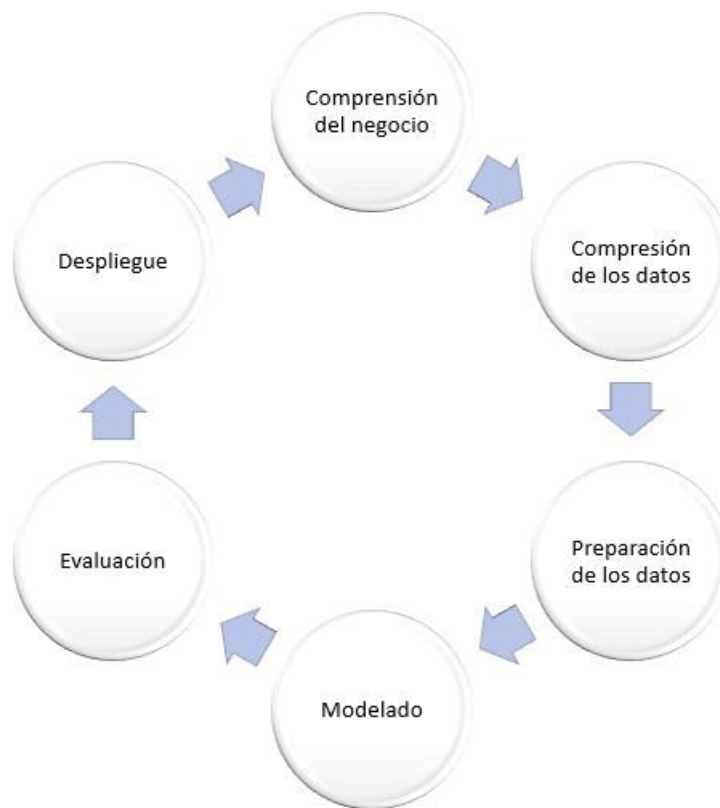 Comprensión
del negocio
Compresión
de los datos
Preparación
de los datos
Modelado
Evaluación
Despliegue